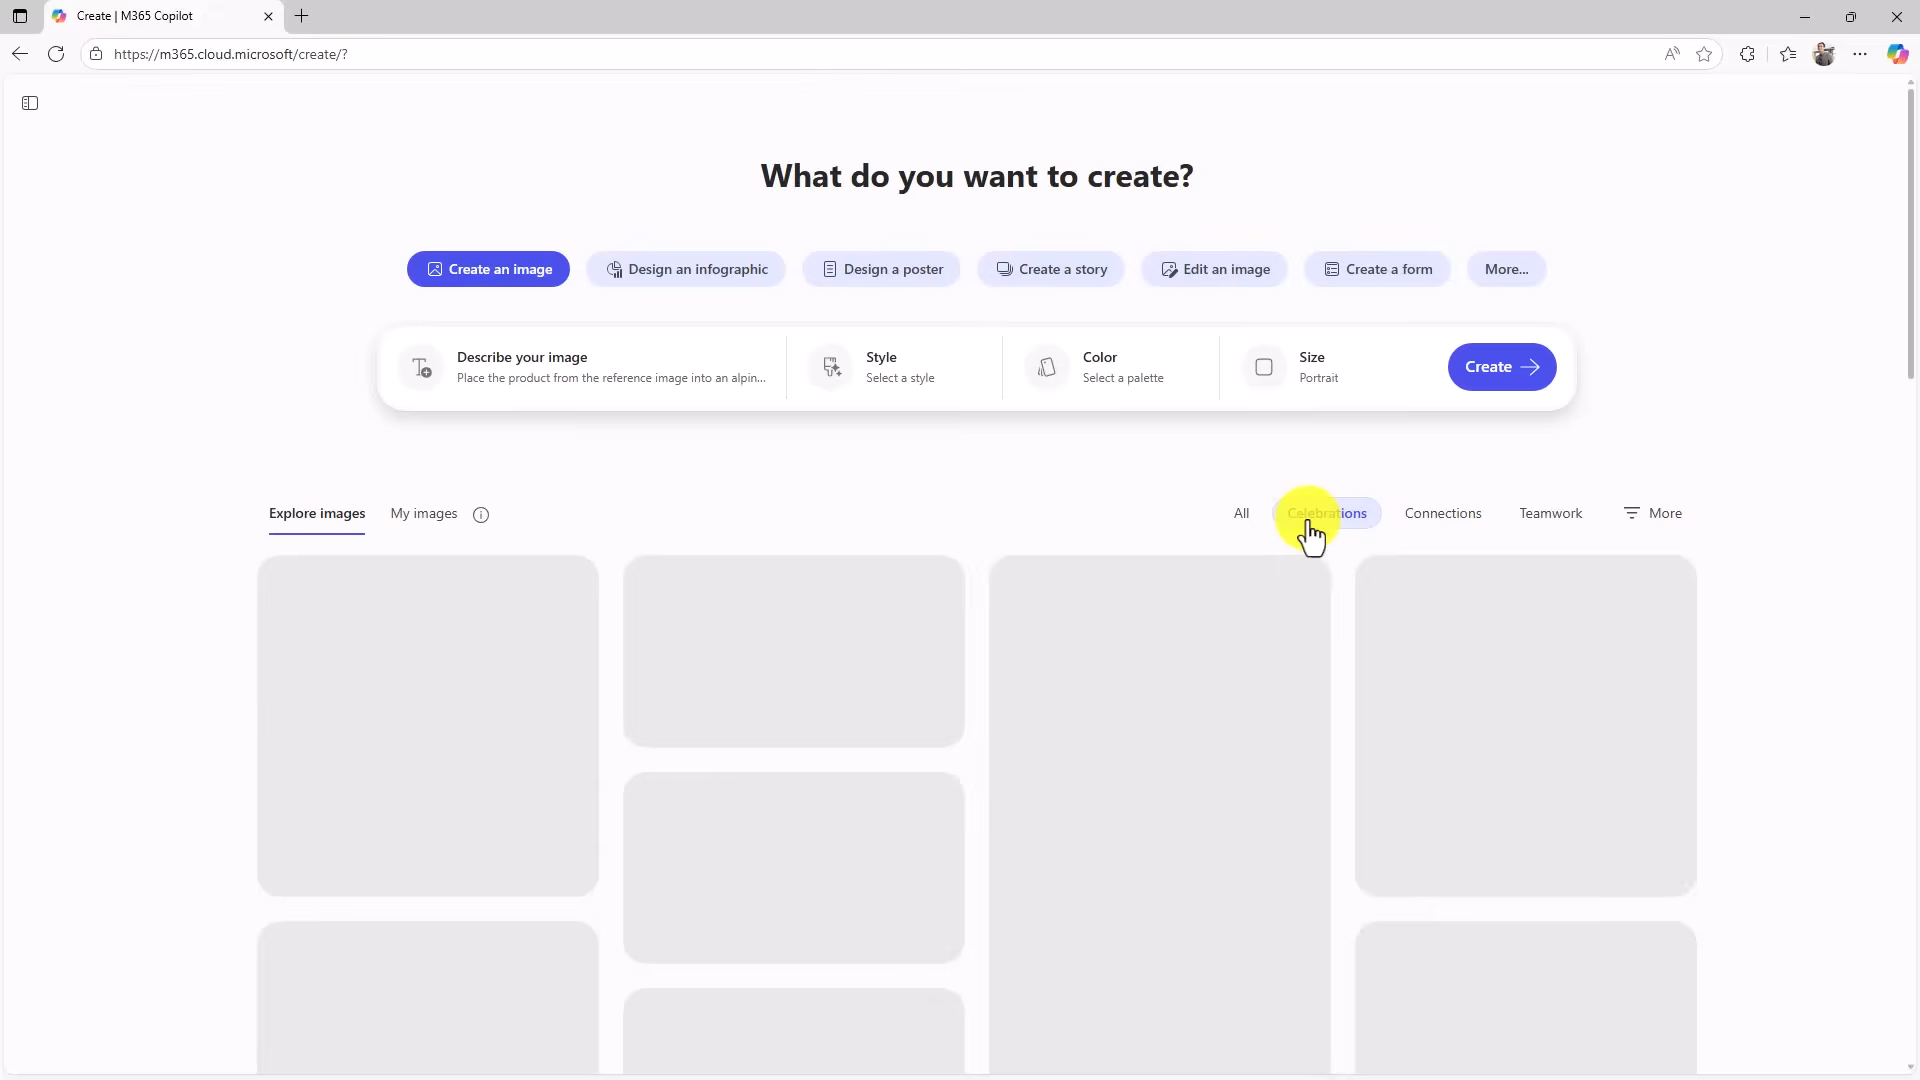 Create | M365 Copilot
https://m365.cloud.microsoft/create/?
What do you want to create?
Create an image
Design an infographic
Design a poster
Create a story
Edit an image
Create a form
More...
Describe your image
Place the product from the reference image into an alpin...
Style
Select a style
Color
Select a palette
Size
Portrait
Create
Explore images
My images
All
Celebrations
Connections
Teamwork
More